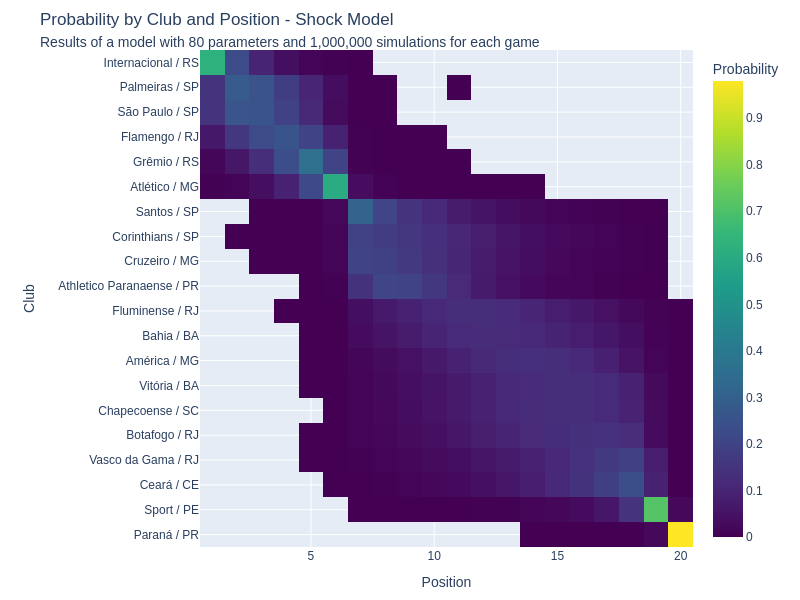 Probability by Club and Position - Shock Model
Results of a model with 80 parameters and 1,000,000 simulations for each game
Probability
Internacional / RS
Palmeiras / SP
São Paulo / SP
Flamengo / RJ
Grêmio / RS
Atlético / MG
Santos / SP
Corinthians / SP
Cruzeiro / MG
Athletico Paranaense / PR
Fluminense / RJ
Bahia / BA
América / MG
Vitória / BA
Chapecoense / SC
Botafogo / RJ
Vasco da Gama / RJ
Ceará / CE
Sport / PE
Paraná / PR
Club
5
10
15
20
Position
0.9
0.8
0.7
0.6
0.5
0.4
0.3
0.2
0.1
0